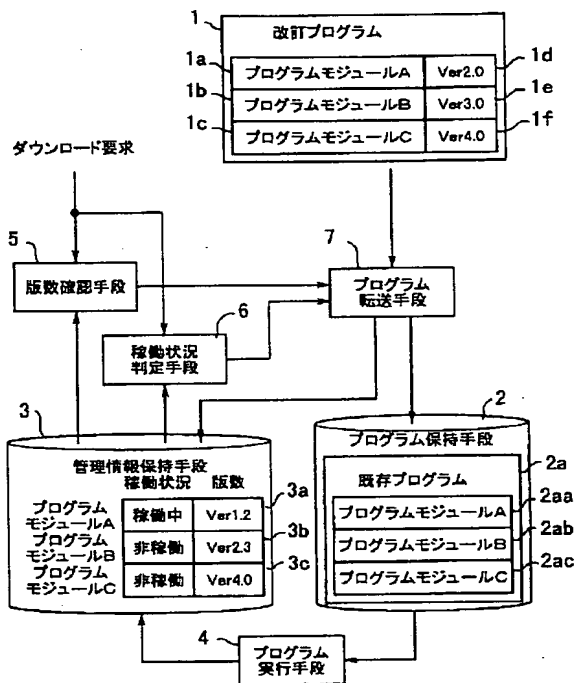 1
改訂プログラム
1a プログラムモジュールA Ver2.0 1d
1b プログラムモジュールB Ver3.0 1e
1c プログラムモジュールC Ver4.0 1f
ダウンロード要求
5
版数確認手段
7
プログラム
転送手段
6
稼働状況
判定手段
3
管理情報保持手段
稼働状況 版数
プログラム
モジュールA
稼働中 Ver1.2 3a
プログラム
モジュールB
非稼働 Ver2.3 3b
プログラム
モジュールC
非稼働 Ver4.0 3c
2
プログラム保持手段
2a
既存プログラム
プログラムモジュールA 2aa
プログラムモジュールB 2ab
プログラムモジュールC 2ac
4
プログラム
実行手段